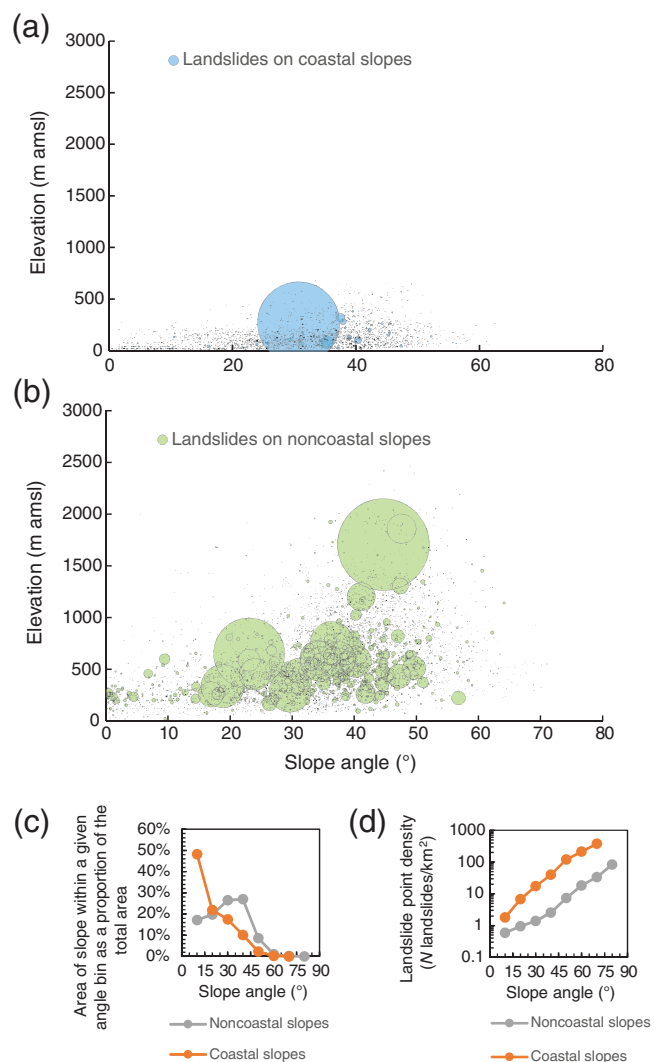 (a)
3000
2500
2000
1500
1000
500
0
Elevation (m amsl)
Landslides on coastal slopes
20 40 60 80
(b)
3000
2500
2000
1500
1000
500
0
Elevation (m amsl)
Landslides on noncoastal slopes
0 10 20 30 40 50 60 70 80
Slope angle (°)
(c)
Area of slope within a given
angle bin as a proportion of the
total area
60%
50%
40%
30%
20%
10%
0%
0 15 30 45 60 75 90
Slope angle (°)
Noncoastal slopes
Coastal slopes
(d)
Landslide point density
(N landslides/km²)
1000
100
10
1
0.1
0 15 30 45 60 75 90
Slope angle (°)
Noncoastal slopes
Coastal slopes